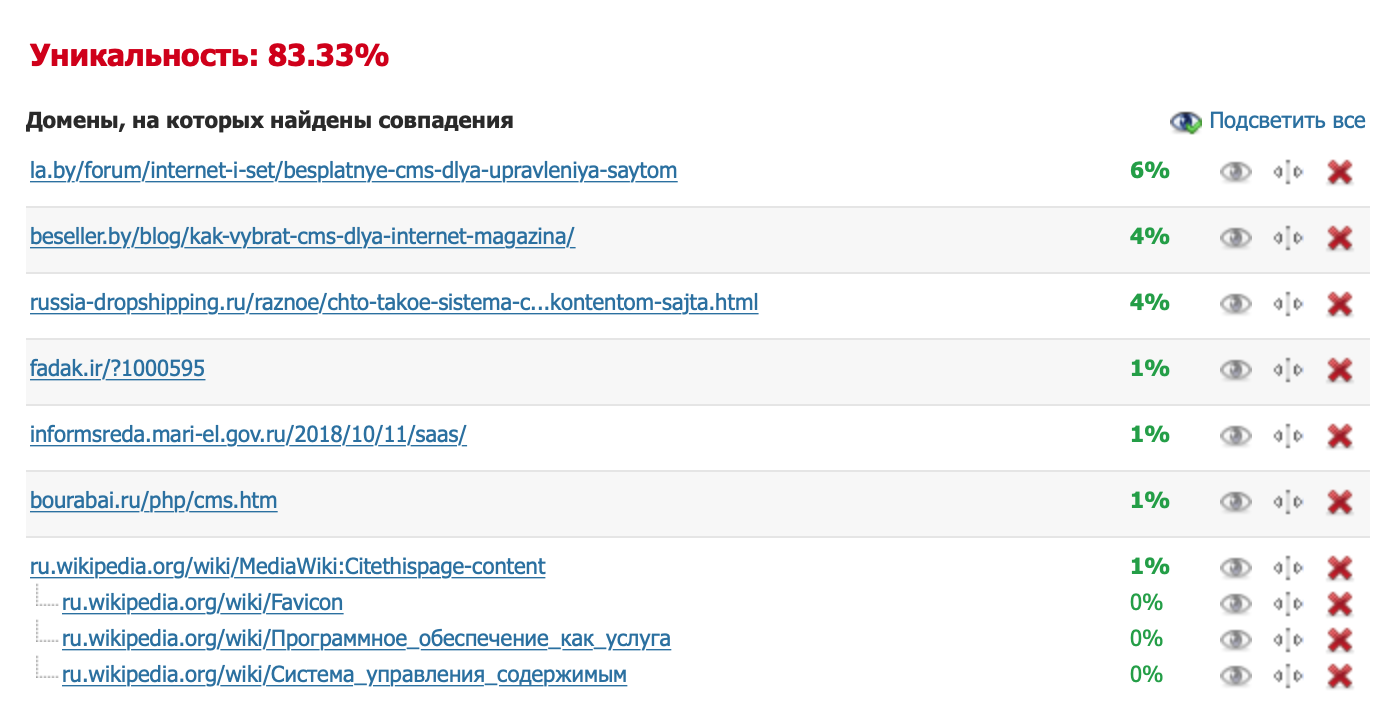 Уникальность: 83.33%
Домены, на которых найдены совпадения Подсветить все
la.by/forum/internet-i-set/besplatnye-cms-dlya-upravleniya-saytom 6%
beseller.by/blog/kak-vybrat-cms-dlya-internet-magazina/ 4%
russia-dropshipping.ru/raznoe/chto-takoe-sistema-c...kontentom-sajta.html 4%
fadak.ir/?1000595 1%
informsreda.mari-el.gov.ru/2018/10/11/saas/ 1%
bourabai.ru/php/cms.htm 1%
ru.wikipedia.org/wiki/MediaWiki:Citethispage-content 1%
ru.wikipedia.org/wiki/Favicon 0%
ru.wikipedia.org/wiki/Программное_обеспечение_как_услуга 0%
ru.wikipedia.org/wiki/Система_управления_содержимым 0%